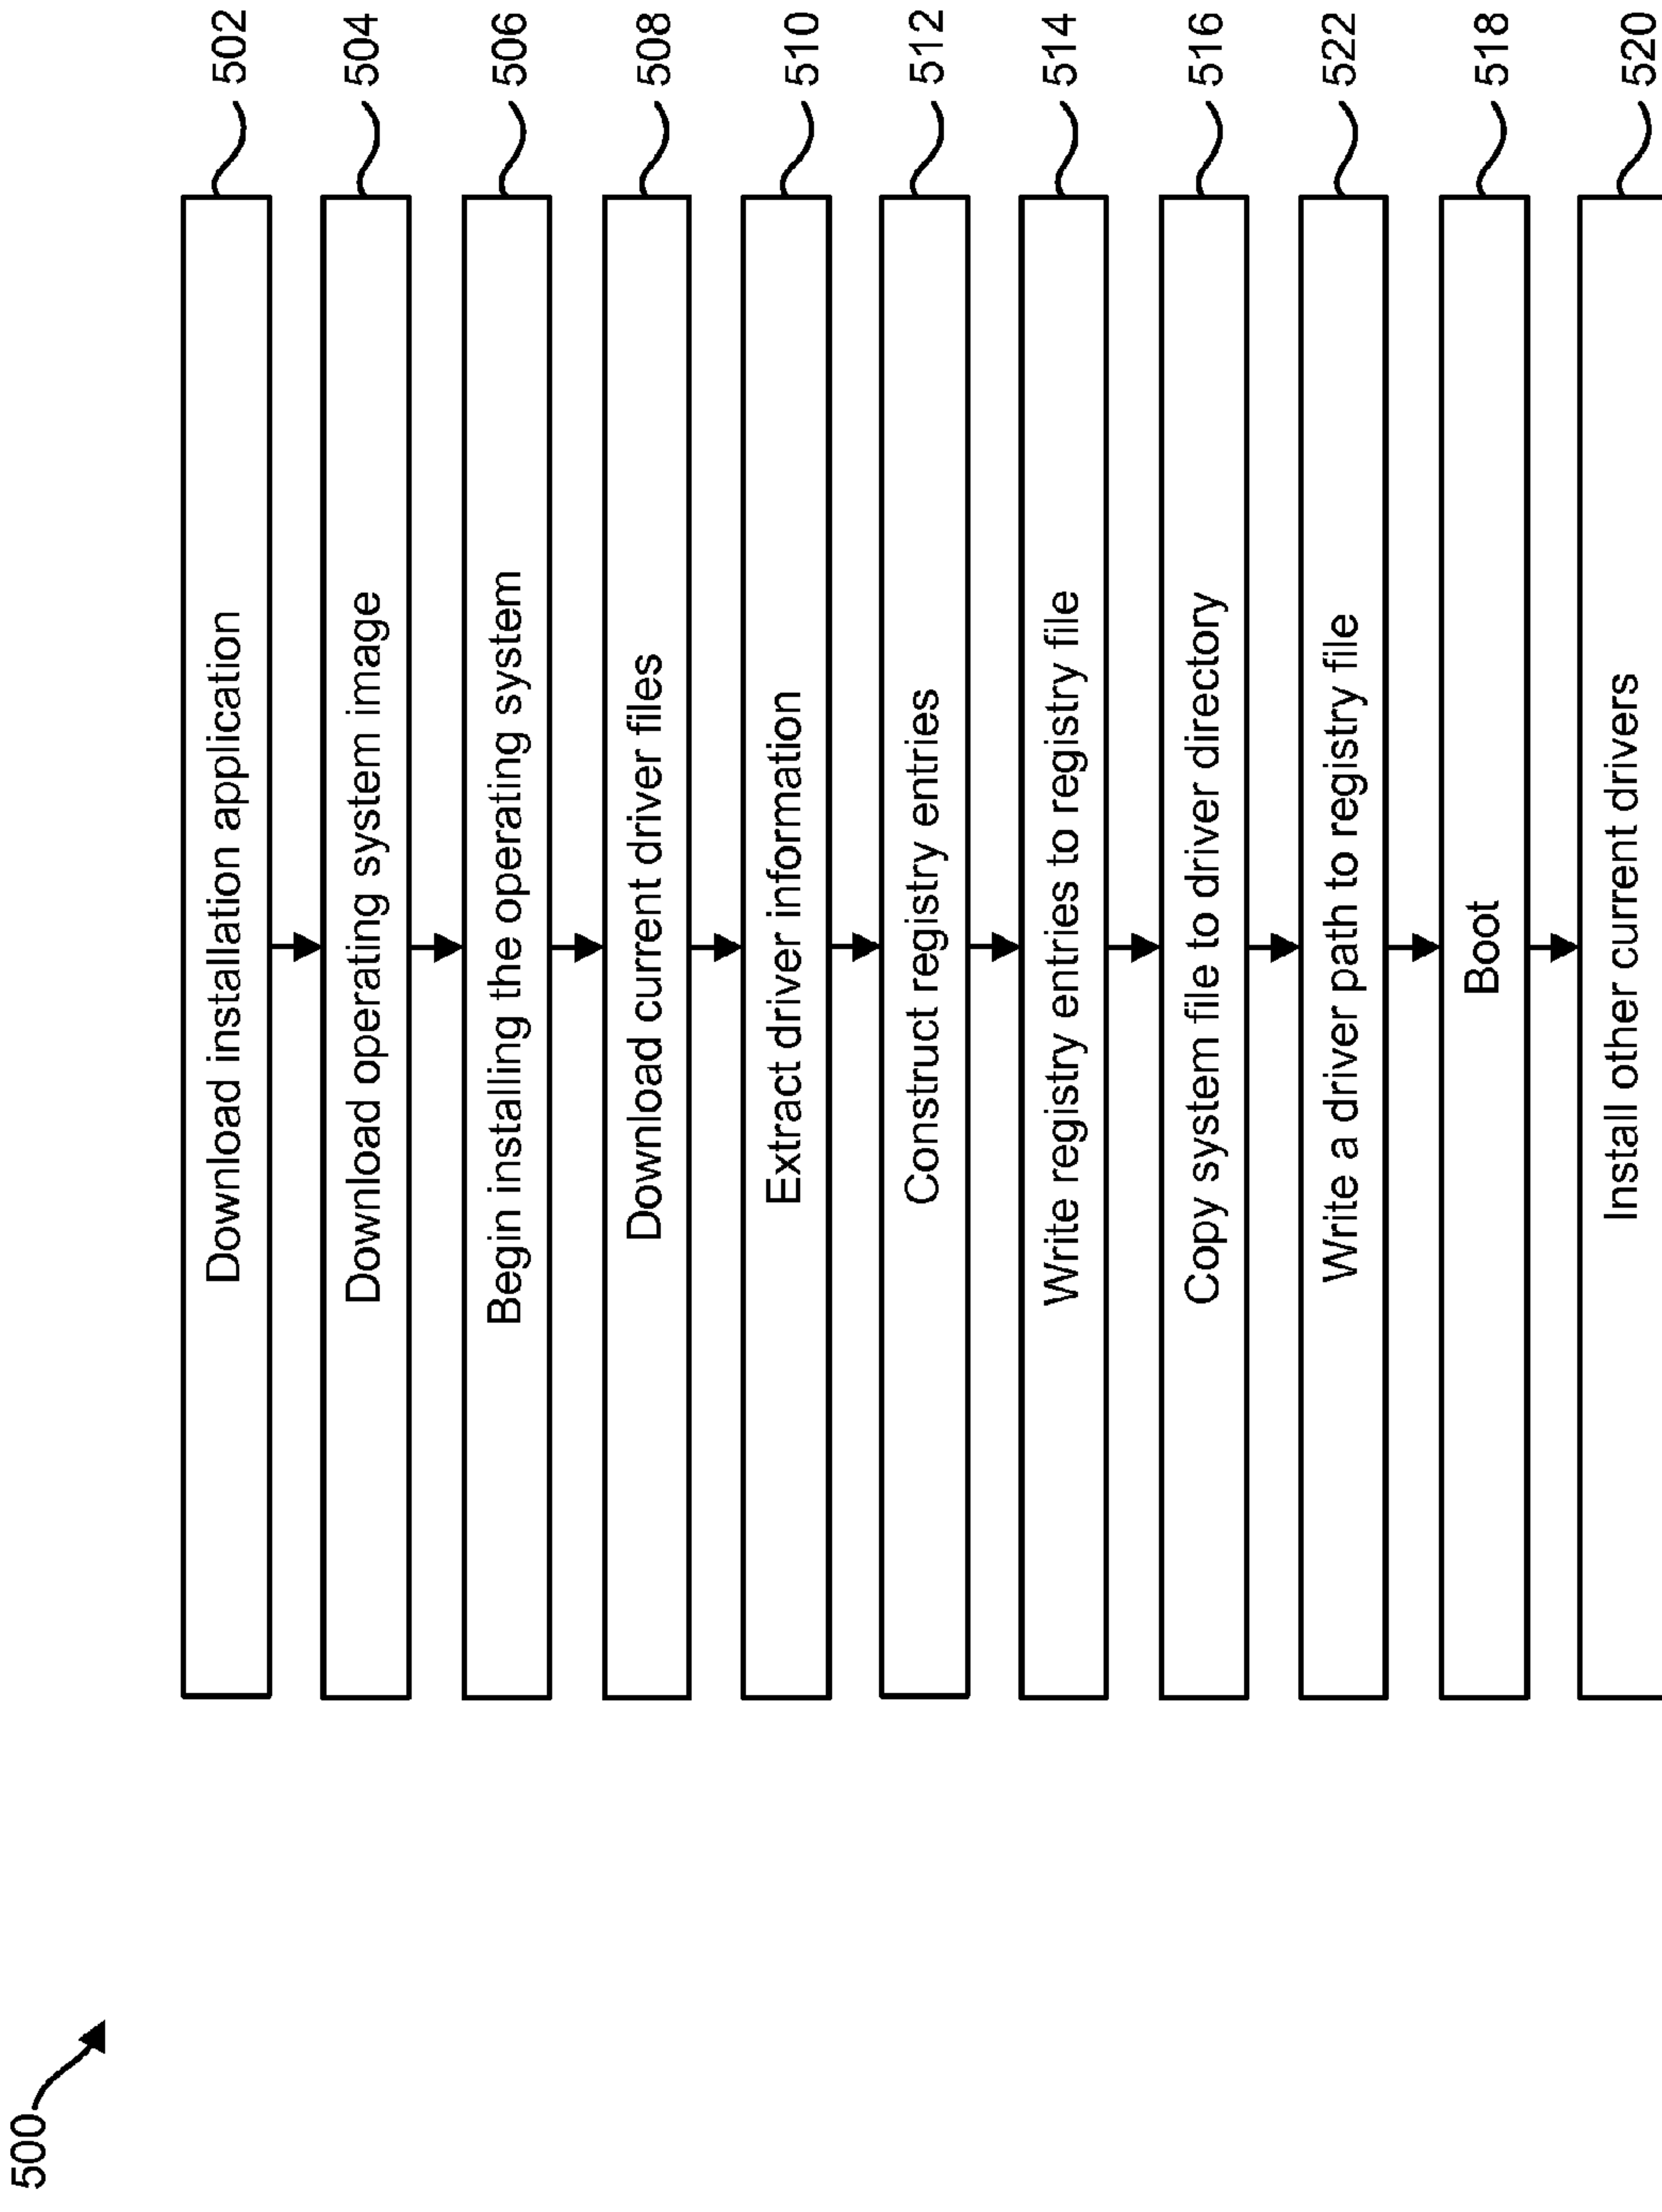 500
Download installation application 502
Download operating system image 504
Begin installing the operating system 506
Download current driver files 508
Extract driver information 510
Construct registry entries 512
Write registry entries to registry file 514
Copy system file to driver directory 516
Write a driver path to registry file 522
Boot 518
Install other current drivers 520